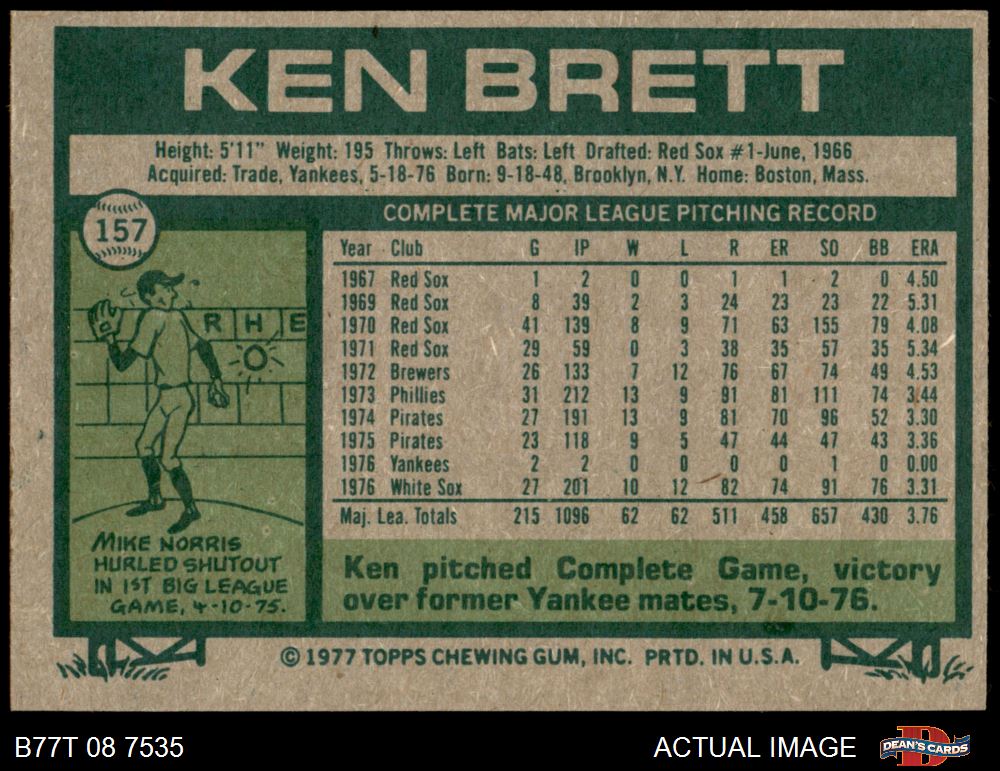 KEN BRETT
Height: 5'11" Weight: 195 Throws: Left Bats: Left Drafted: Red Sox #1-June, 1966
Acquired: Trade, Yankees, 5-18-76 Born: 9-18-48, Brooklyn, N.Y. Home: Boston, Mass.
157
COMPLETE MAJOR LEAGUE PITCHING RECORD
Year Club G IP W L R ER SO BB ERA
1967 Red Sox 1 2 0 0 1 1 2 0 4.50
1969 Red Sox 8 39 2 3 24 23 23 22 5.31
1970 Red Sox 41 139 8 9 71 63 155 79 4.08
1971 Red Sox 29 59 0 3 38 35 57 35 5.34
1972 Brewers 26 133 7 12 76 67 74 49 4.53
1973 Phillies 31 212 13 9 91 81 111 74 3.44
1974 Pirates 27 191 13 9 81 70 96 52 3.30
1975 Pirates 23 118 9 5 47 44 47 43 3.36
1976 Yankees 2 2 0 0 0 0 1 0 0.00
1976 White Sox 27 201 10 12 82 74 91 76 3.31
Maj. Lea. Totals 215 1096 62 62 511 458 657 430 3.76
R H E
0
MIKE NORRIS
HURLED SHUTOUT
IN 1ST BIG LEAGUE
GAME, 4-10-75.
Ken pitched Complete Game, victory
over former Yankee mates, 7-10-76.
© 1977 TOPPS CHEWING GUM, INC. PRTD. IN U.S.A.
B77T 08 7535
ACTUAL IMAGE
DEAN'S CARDS